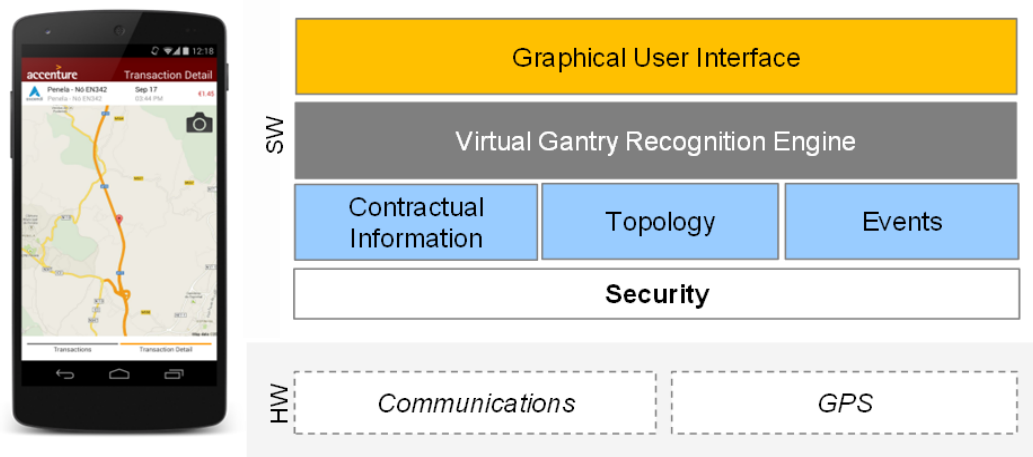 12:18
accenture
Transaction Detail
Penela - Nó EN342
Sep 17
€1.45
Penela - Nó EN342
03:44 PM
Transactions
Transaction Detail
SW
Graphical User Interface
Virtual Gantry Recognition Engine
Contractual
Information
Topology
Events
Security
HW
Communications
GPS